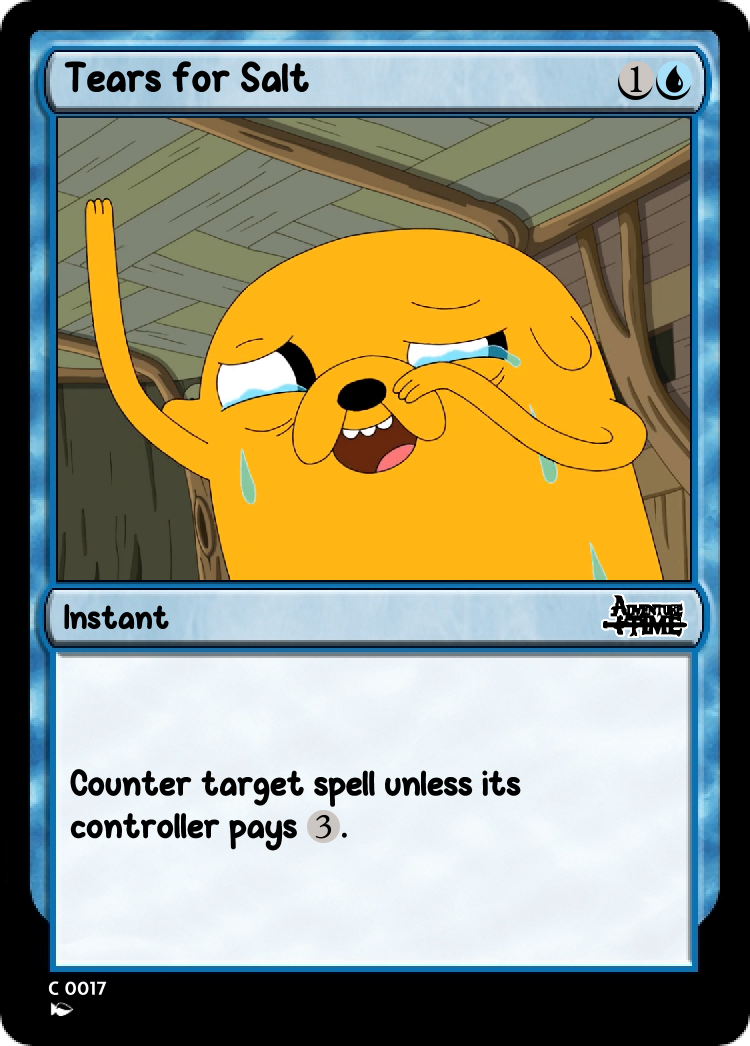 Tears for Salt 1
Instant
ADVENTURE
TIME
Counter target spell unless its
controller pays 3.
C 0017